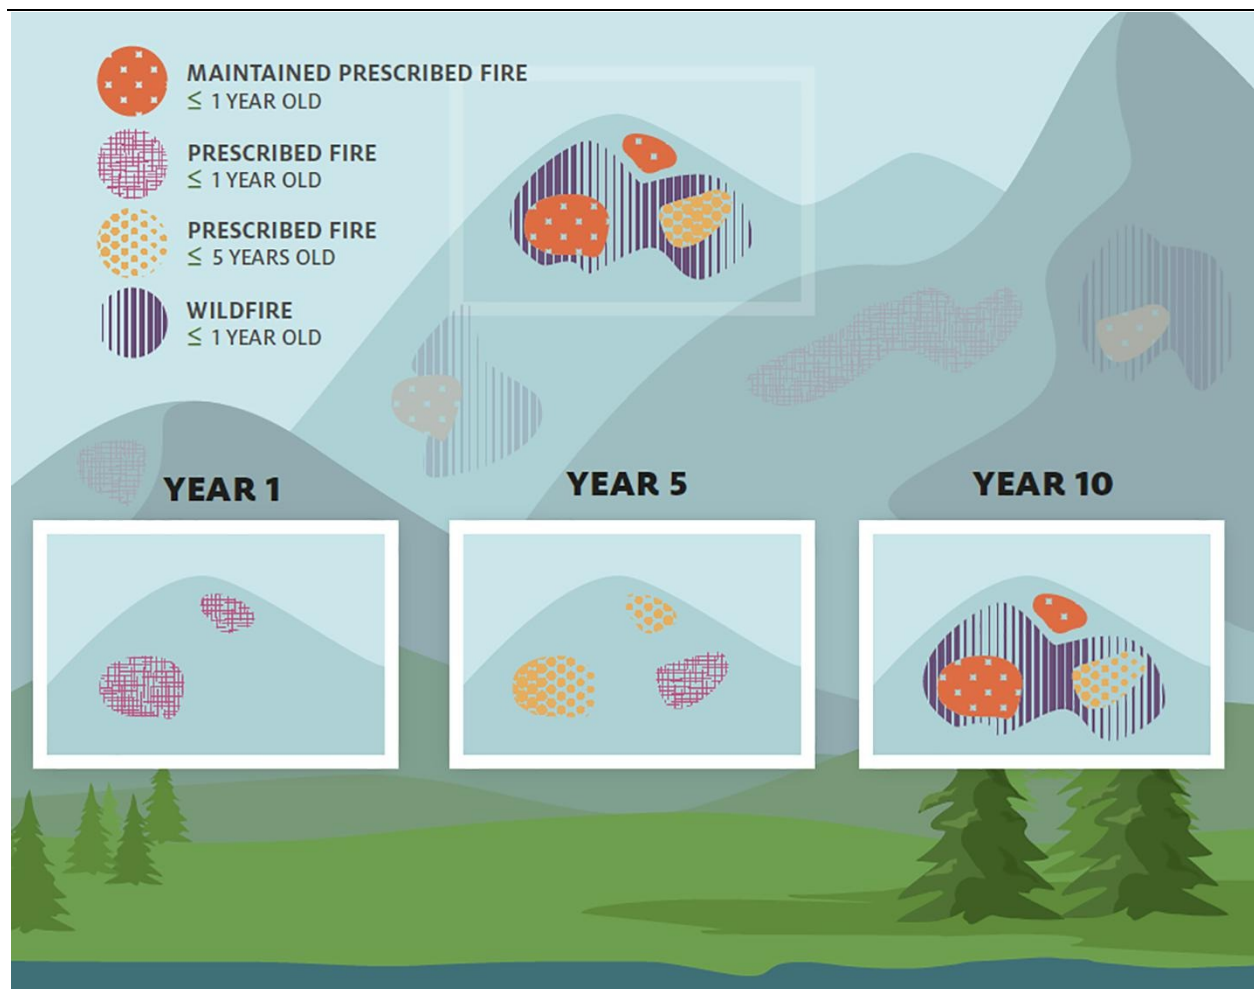 MAINTAINED PRESCRIBED FIRE
≤ 1 YEAR OLD
PRESCRIBED FIRE
≤ 1 YEAR OLD
PRESCRIBED FIRE
≤ 5 YEARS OLD
WILDFIRE
≤ 1 YEAR OLD
YEAR 1
YEAR 5
YEAR 10